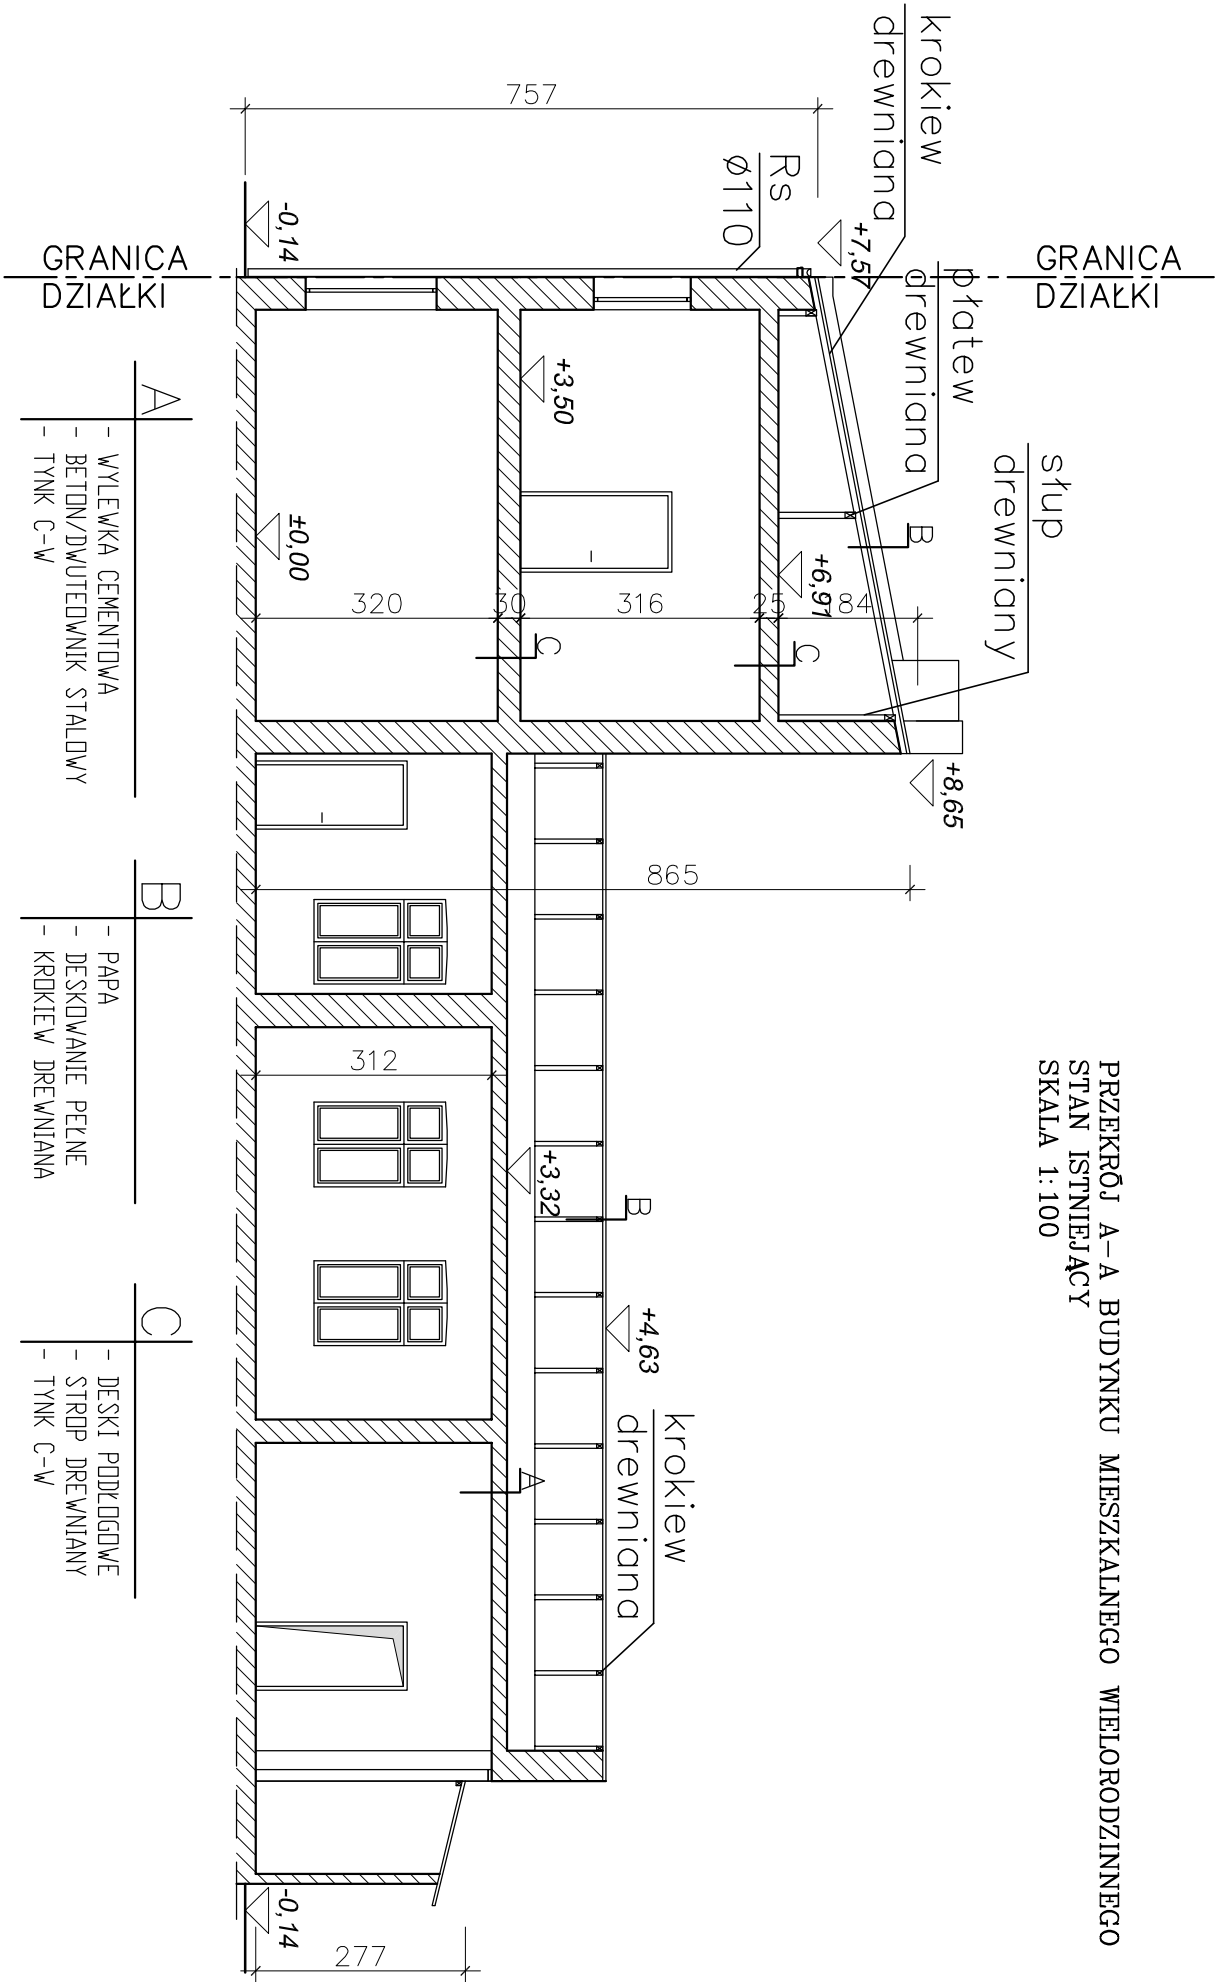 PRZEKRÓJ A-A BUDYNKU MIESZKALNEGO WIELORODZINNEGO
STAN ISTNIEJĄCY
SKALA 1:100
GRANICA
DZIAŁKI
GRANICA
DZIAŁKI
krokiew
drewniana
płatew
drewniana
słup
drewniany
Rs
Ø110
krokiew
drewniana
757
-0,14
+7,57
+3,50
±0,00
+6,91
320
30
316
25
184
B
C
C
+8,65
865
312
+3,32
B
+4,63
A
-0,14
277
A
- WYLEWKA CEMENTOWA
- BETON/DWUTEOWNIK STALOWY
- TYNK C-W
B
- PAPA
- DESKOWANIE PEŁNE
- KROKIEW DREWNIANA
C
- DESKI PODŁOGOWE
- STROP DREWNIANY
- TYNK C-W